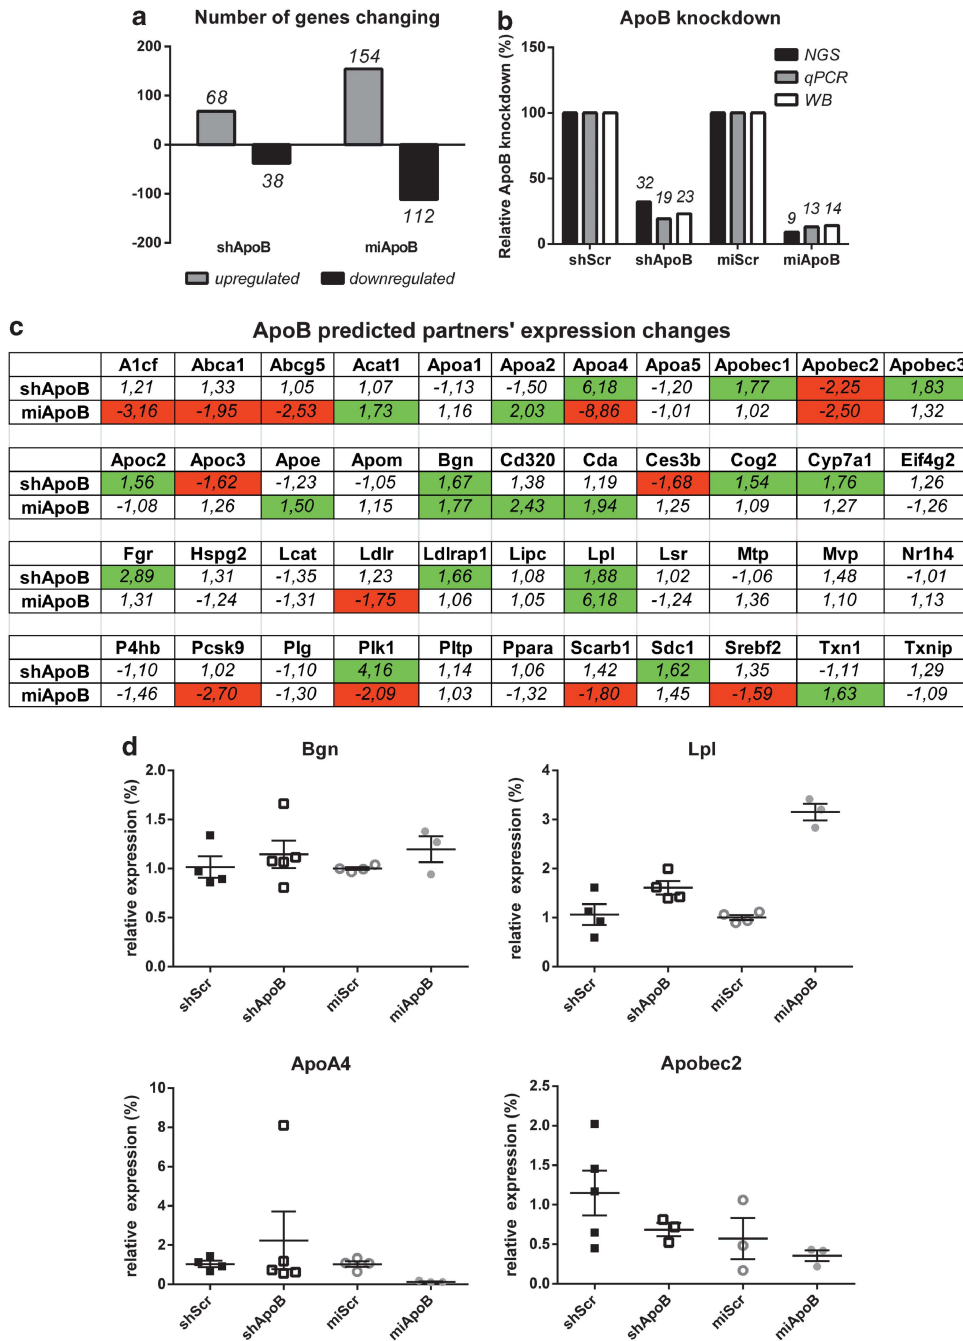 a
Number of genes changing
200
100
0
-100
-200
68
38
154
112
shApoB
miApoB
upregulated
downregulated
b
ApoB knockdown
Relative ApoB knockdown (%)
150
100
50
0
NGS
qPCR
WB
32
19
23
9
13
14
shScr
shApoB
miScr
miApoB
c
ApoB predicted partners' expression changes
A1cf Abca1 Abcg5 Acat1 Apoa1 Apoa2 Apoa4 Apoa5 Apobec1 Apobec2 Apobec3
shApoB 1,21 1,33 1,05 1,07 -1,13 -1,50 6,18 -1,20 1,77 -2,25 1,83
miApoB -3,16 -1,95 -2,53 1,73 1,16 2,03 -8,86 -1,01 1,02 -2,50 1,32
Apoc2 Apoc3 Apoe Apom Bgn Cd320 Cda Ces3b Cog2 Cyp7a1 Eif4g2
shApoB 1,56 -1,62 -1,23 -1,05 1,67 1,38 1,19 -1,68 1,54 1,76 1,26
miApoB -1,08 1,26 1,50 1,15 1,77 2,43 1,94 1,25 1,09 1,27 -1,26
Fgr Hspg2 Lcat Ldlr Ldlrap1 Lipc Lpl Lsr Mtp Mvp Nr1h4
shApoB 2,89 1,31 -1,35 1,23 1,66 1,08 1,88 1,02 -1,06 1,48 -1,01
miApoB 1,31 -1,24 -1,31 -1,75 1,06 1,05 6,18 -1,24 1,36 1,10 1,13
P4hb Pcsk9 Plg Plk1 Pltp Ppara Scarb1 Sdc1 Srebf2 Txn1 Txnip
shApoB -1,10 1,02 -1,10 4,16 1,14 1,06 1,42 1,62 1,35 -1,11 1,29
miApoB -1,46 -2,70 -1,30 -2,09 1,03 -1,32 -1,80 1,45 -1,59 1,63 -1,09
d
Bgn
relative expression (%)
2.0
1.5
1.0
0.5
0.0
shScr
shApoB
miScr
miApoB
Lpl
relative expression (%)
4
3
2
1
0
shScr
shApoB
miScr
miApoB
ApoA4
relative expression (%)
10
8
6
4
2
0
shScr
shApoB
miScr
miApoB
Apobec2
relative expression (%)
2.5
2.0
1.5
1.0
0.5
0.0
shScr
shApoB
miScr
miApoB